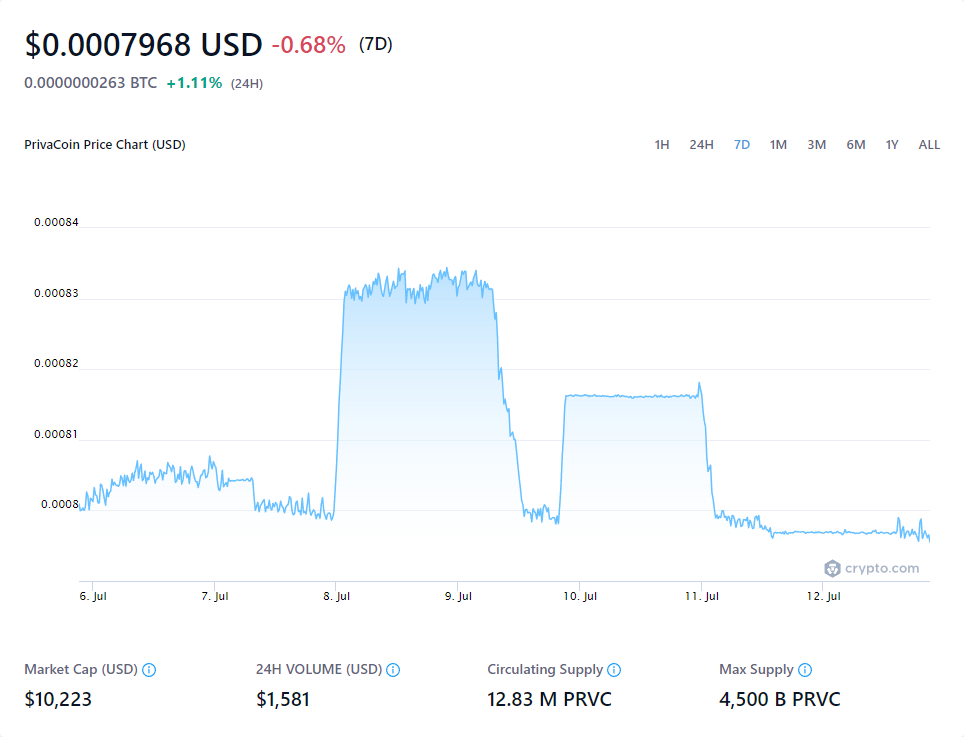 $0.0007968 USD -0.68% (7D)
0.0000000263 BTC +1.11% (24H)
PrivaCoin Price Chart (USD) 1H 24H 7D 1M 3M 6M 1Y ALL
0.00084
0.00083
0.00082
0.00081
0.0008
crypto.com
6. Jul 7. Jul 8. Jul 9. Jul 10. Jul 11. Jul 12. Jul
Market Cap (USD) 24H VOLUME (USD) Circulating Supply Max Supply
$10,223 $1,581 12.83 M PRVC 4,500 B PRVC